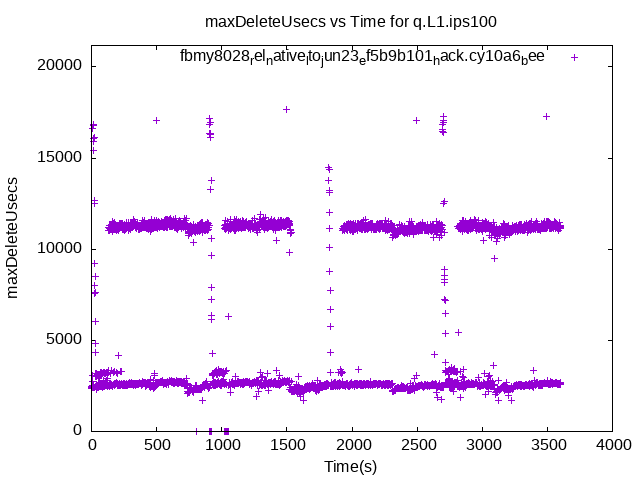 maxDeleteUsecs vs Time for q.L1.ips100
fbmy8028relnativeltojun23ef5b9b101hack.cy10a6bee
20000
15000
10000
5000
0
maxDeleteUsecs
0 500 1000 1500 2000 2500 3000 3500 4000
Time(s)